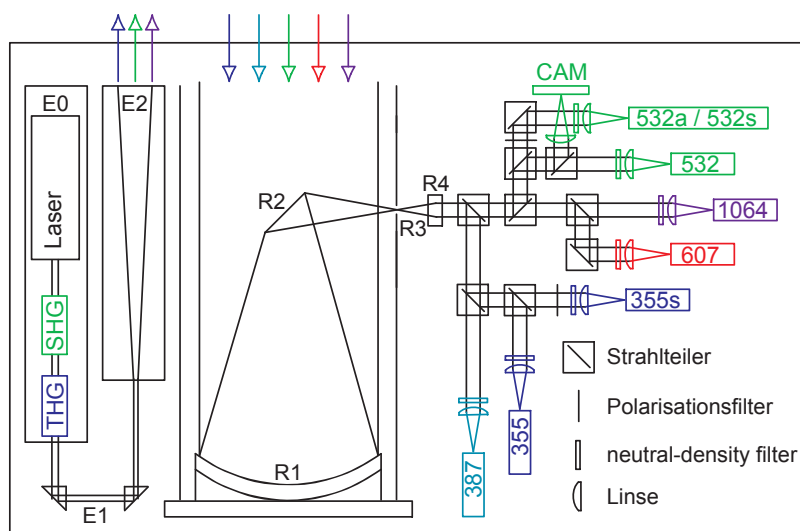 E0
E2
CAM
532a / 532s
532
R4
R2
R3
1064
607
Laser
SHG
THG
355s
Strahlteiler
Polarisationsfilter
355
387
neutral-density filter
R1
Linse
E1